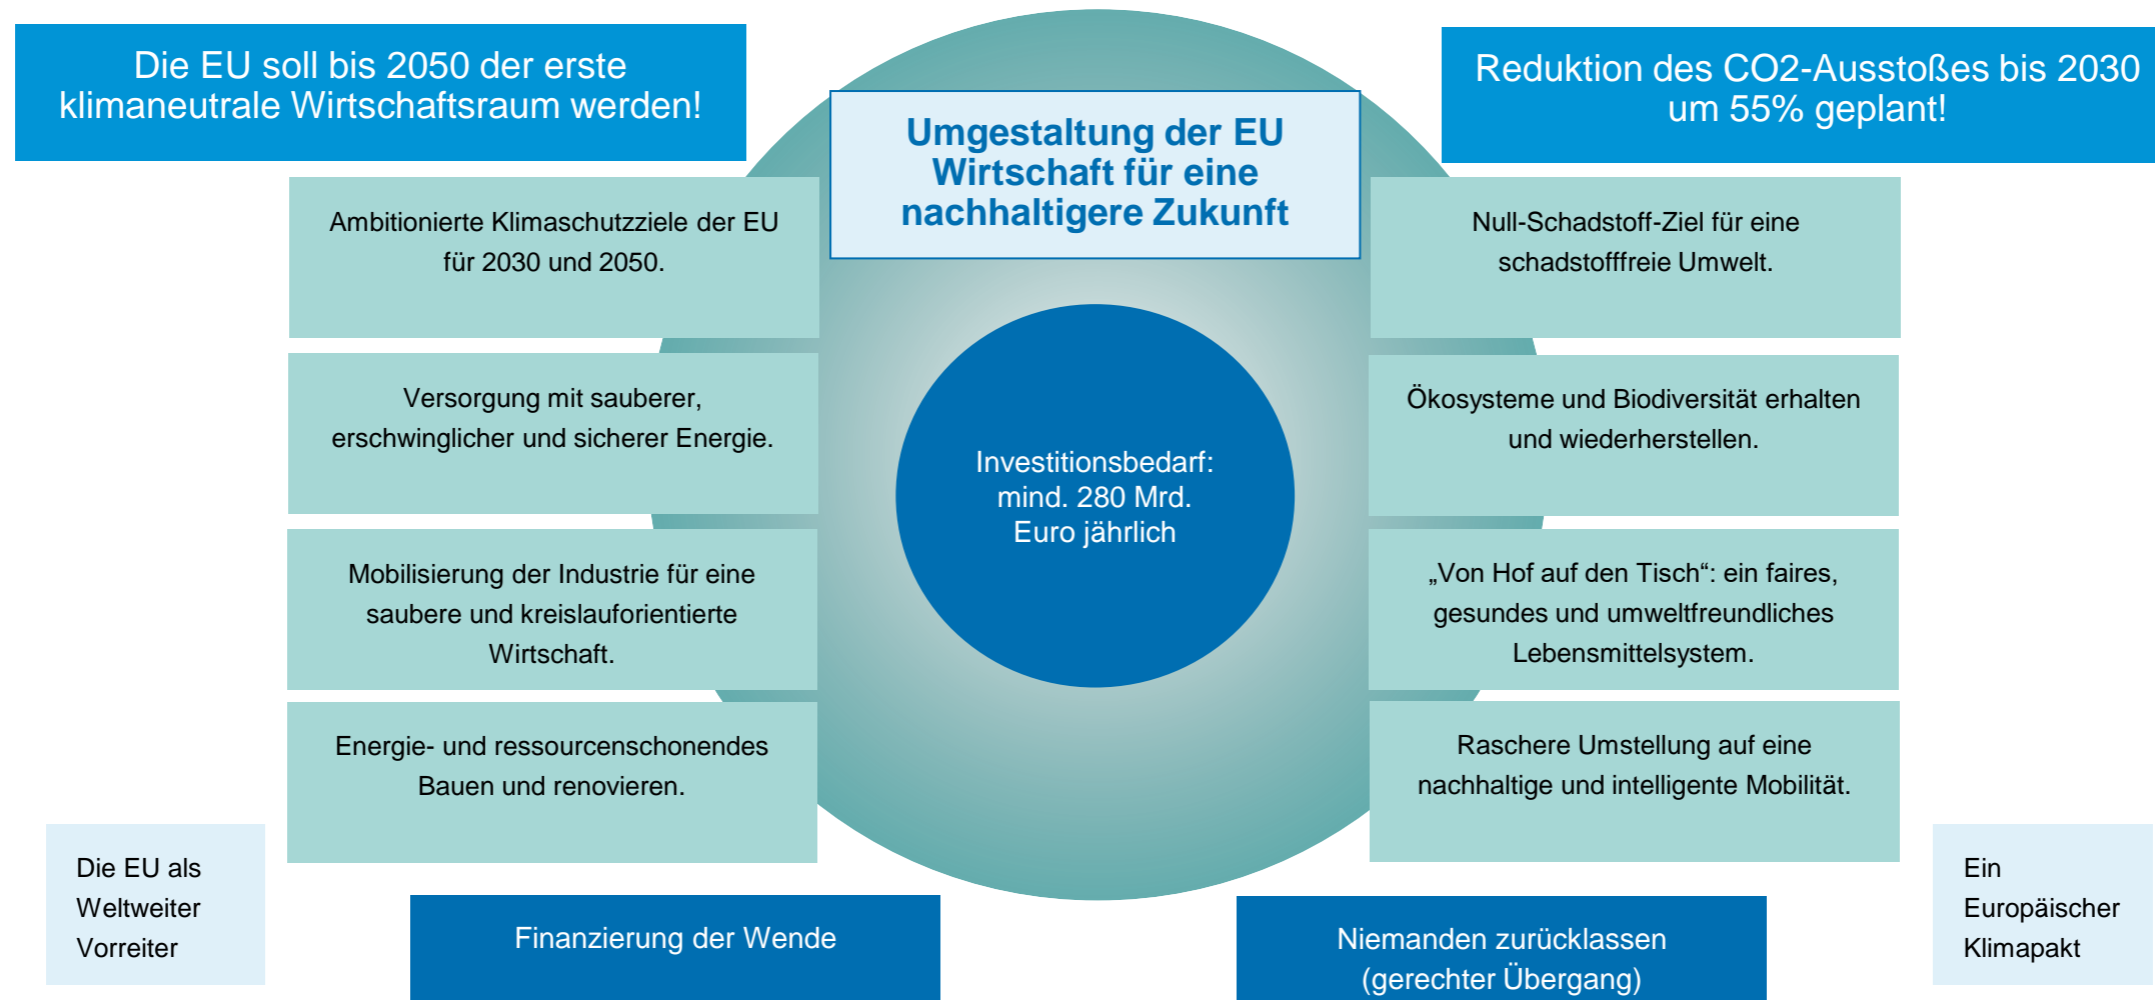 Die EU soll bis 2050 der erste
klimaneutrale Wirtschaftsraum werden!
Umgestaltung der EU
Wirtschaft für eine
nachhaltigere Zukunft
Reduktion des CO2-Ausstoßes bis 2030
um 55% geplant!
Ambitionierte Klimaschutzziele der EU
für 2030 und 2050.
Versorgung mit sauberer,
erschwinglicher und sicherer Energie.
Mobilisierung der Industrie für eine
saubere und kreislauforientierte
Wirtschaft.
Energie- und ressourcenschonendes
Bauen und renovieren.
Investitionsbedarf:
mind. 280 Mrd.
Euro jährlich
Null-Schadstoff-Ziel für eine
schadstofffreie Umwelt.
Ökosysteme und Biodiversität erhalten
und wiederherstellen.
„Von Hof auf den Tisch“: ein faires,
gesundes und umweltfreundliches
Lebensmittelsystem.
Raschere Umstellung auf eine
nachhaltige und intelligente Mobilität.
Die EU als
Weltweiter
Vorreiter
Finanzierung der Wende
Niemanden zurücklassen
(gerechter Übergang)
Ein
Europäischer
Klimapakt